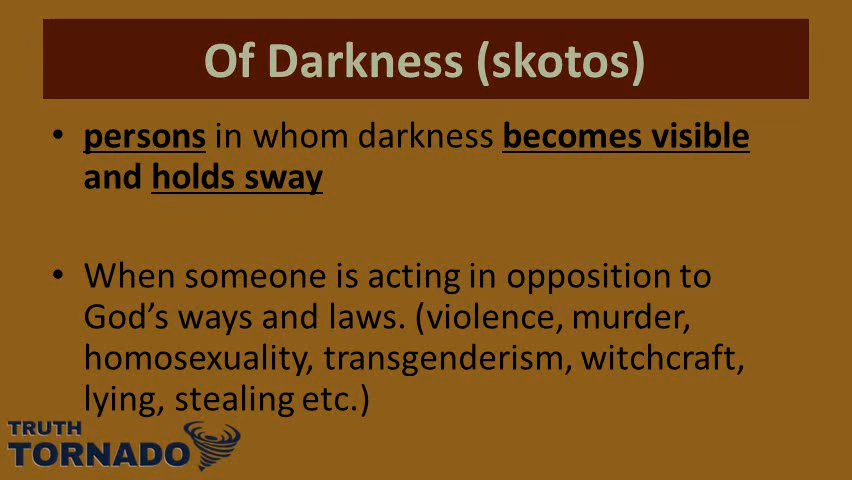 Of Darkness (skotos)
• persons in whom darkness becomes visible
and holds sway
• When someone is acting in opposition to
God's ways and laws. (violence, murder,
homosexuality, transgenderism, witchcraft,
lying, stealing etc.)
TRUTH
TORNADO